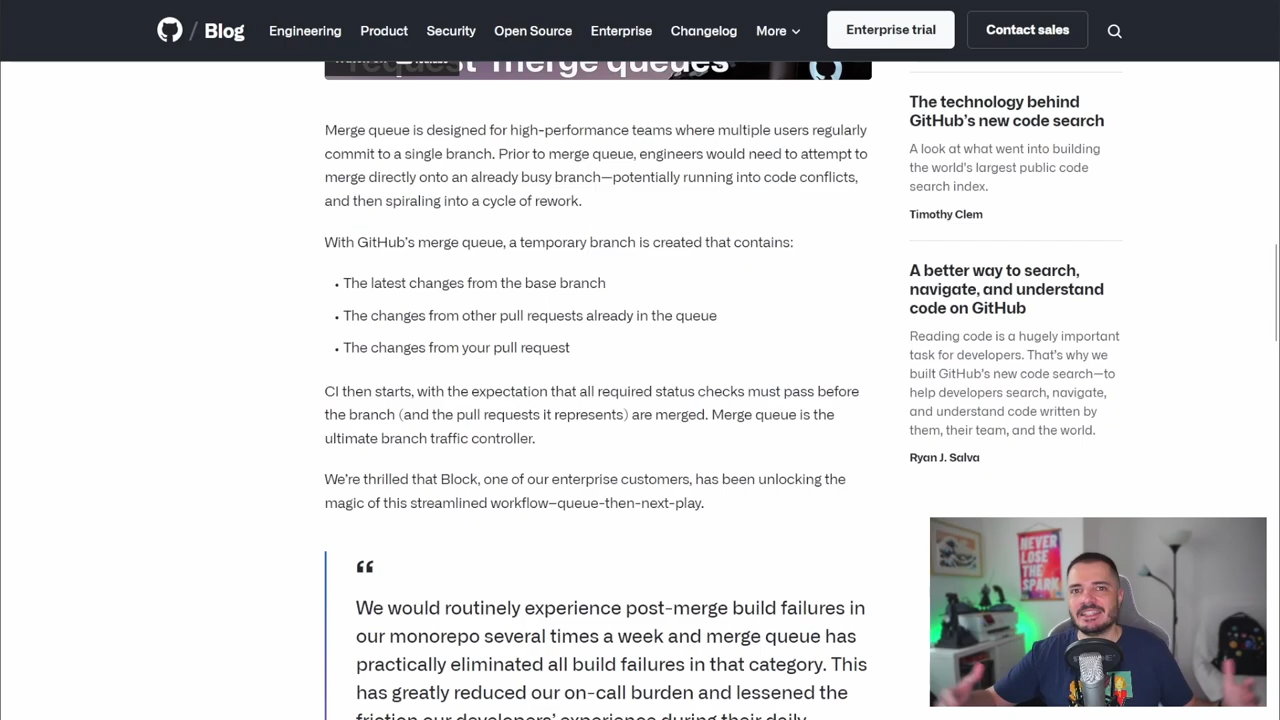 Blog
Engineering
Product
Security
Open Source
Enterprise
Changelog
More
Enterprise trial
Contact sales
request merge queues
Merge queue is designed for high-performance teams where multiple users regularly
commit to a single branch. Prior to merge queue, engineers would need to attempt to
merge directly onto an already busy branch—potentially running into code conflicts,
and then spiraling into a cycle of rework.
With GitHub's merge queue, a temporary branch is created that contains:
• The latest changes from the base branch
• The changes from other pull requests already in the queue
• The changes from your pull request
CI then starts, with the expectation that all required status checks must pass before
the branch (and the pull requests it represents) are merged. Merge queue is the
ultimate branch traffic controller.
We're thrilled that Block, one of our enterprise customers, has been unlocking the
magic of this streamlined workflow—queue-then-next-play.
“
We would routinely experience post-merge build failures in
our monorepo several times a week and merge queue has
practically eliminated all build failures in that category. This
has greatly reduced our on-call burden and lessened the
friction our developers' experience during their daily
The technology behind
GitHub's new code search
A look at what went into building
the world's largest public code
search index.
Timothy Clem
A better way to search,
navigate, and understand
code on GitHub
Reading code is a hugely important
task for developers. That's why we
built GitHub's new code search—to
help developers search, navigate,
and understand code written by
them, their team, and the world.
Ryan J. Salva
NEVER
LOSE
THE
SPARK